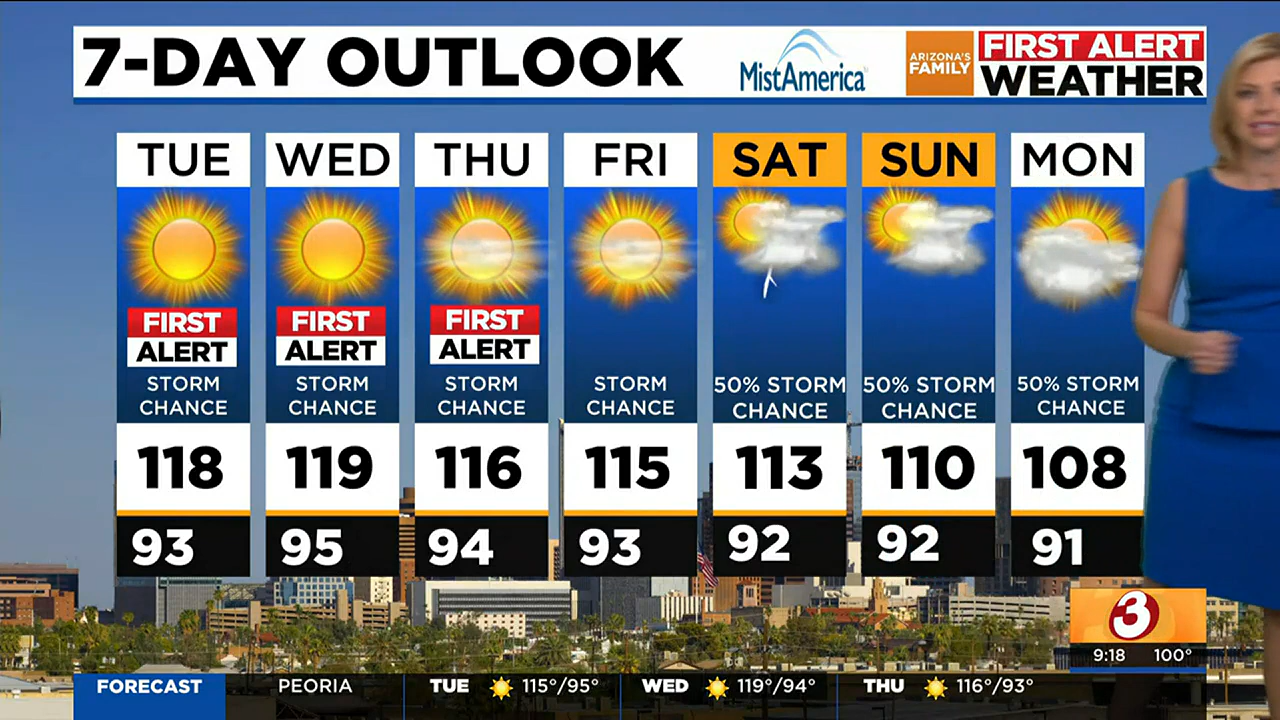 7-DAY OUTLOOK
MistAmerica
ARIZONA'S
FAMILY
FIRST ALERT
WEATHER
TUE WED THU FRI SAT SUN MON
FIRST FIRST FIRST
ALERT ALERT ALERT
STORM STORM STORM STORM 50% STORM 50% STORM 50% STORM
CHANCE CHANCE CHANCE CHANCE CHANCE CHANCE CHANCE
118 119 116 115 113 110 108
93 95 94 93 92 92 91
3
9:18 100°
FORECAST PEORIA TUE 115°/95° WED 119°/94° THU 116°/93°